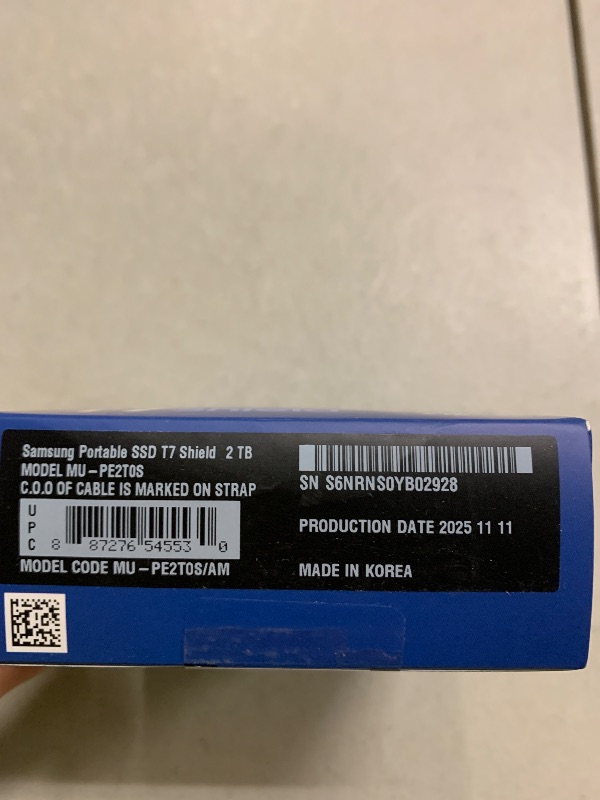 Samsung Portable SSD T7 Shield 2 TB
MODEL MU-PE2T0S
C.O.O OF CABLE IS MARKED ON STRAP
UPC
8 87276 54553 0
MODEL CODE MU-PE2T0S/AM
SN S6NRNS0YB02928
PRODUCTION DATE 2025 11 11
MADE IN KOREA